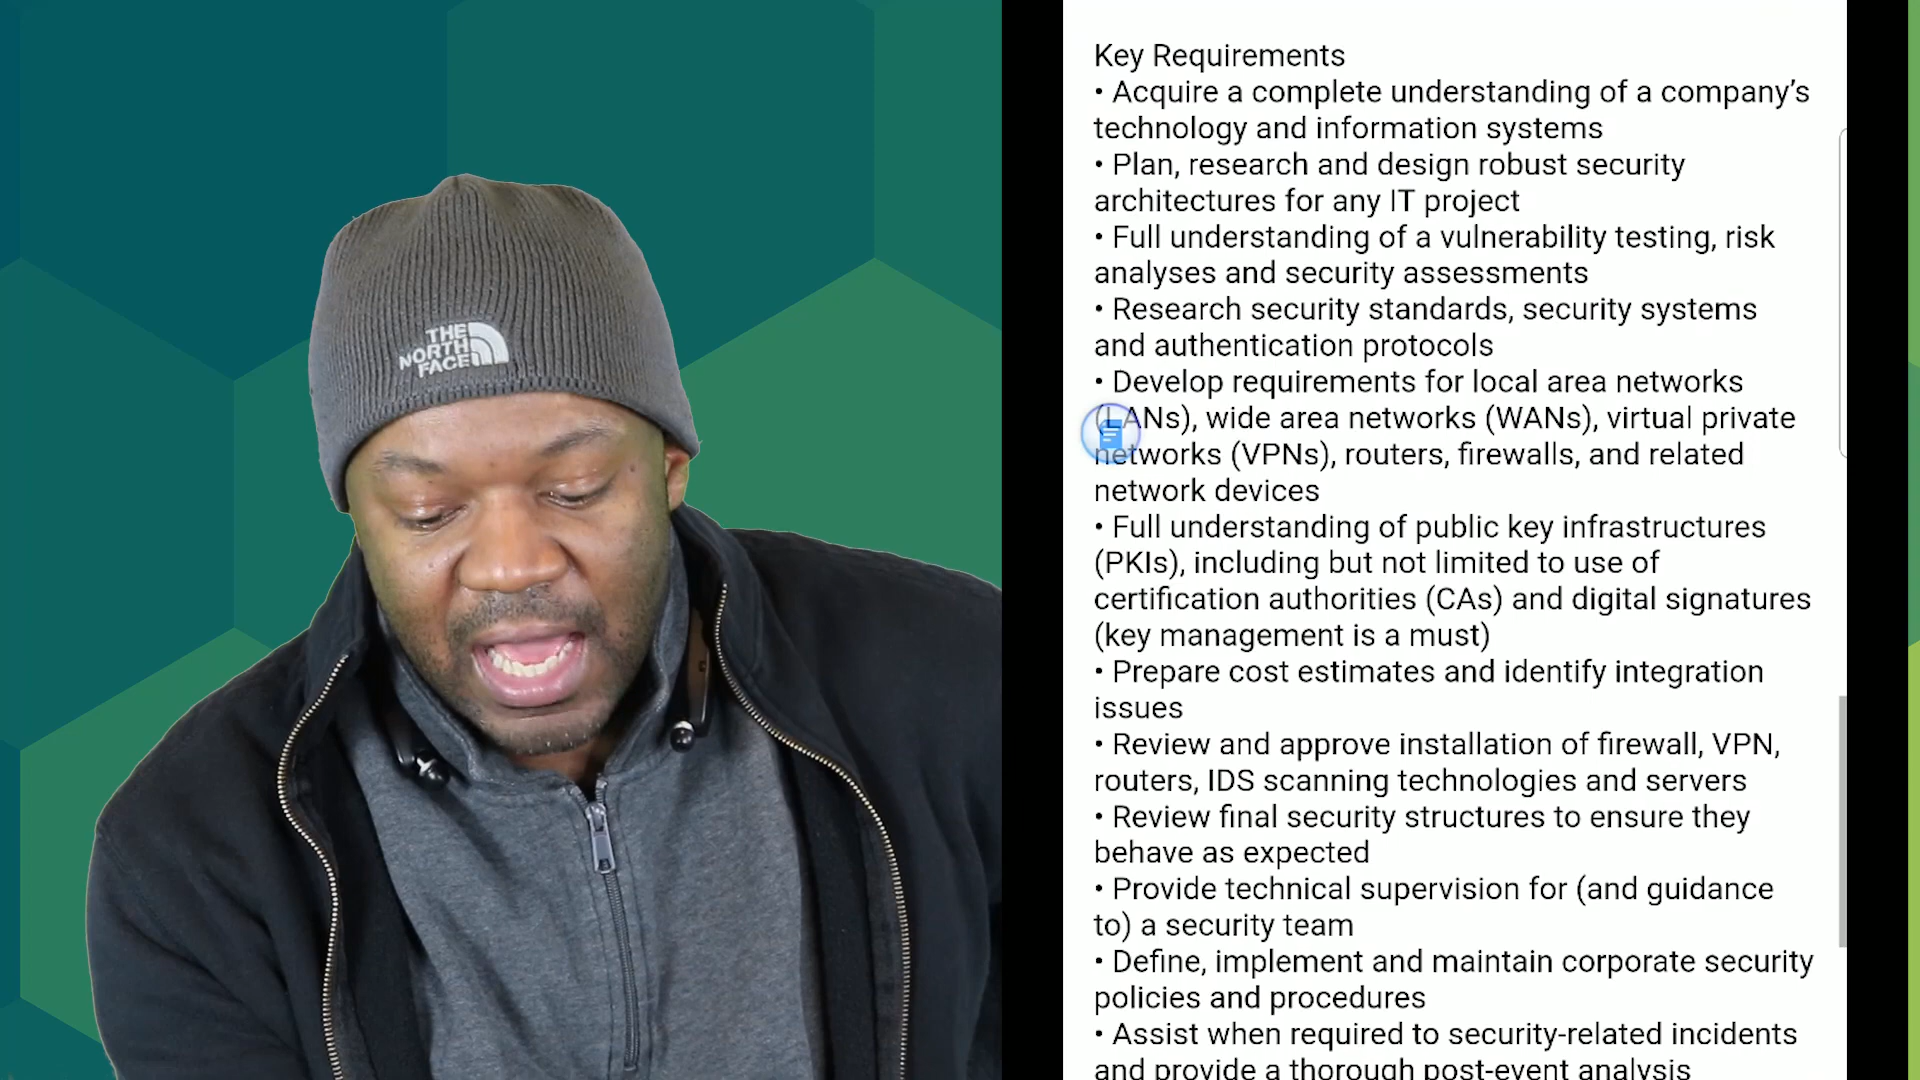 THE
NORTH
FACE
Key Requirements
• Acquire a complete understanding of a company’s
technology and information systems
• Plan, research and design robust security
architectures for any IT project
• Full understanding of a vulnerability testing, risk
analyses and security assessments
• Research security standards, security systems
and authentication protocols
• Develop requirements for local area networks
(LANs), wide area networks (WANs), virtual private
networks (VPNs), routers, firewalls, and related
network devices
• Full understanding of public key infrastructures
(PKIs), including but not limited to use of
certification authorities (CAs) and digital signatures
(key management is a must)
• Prepare cost estimates and identify integration
issues
• Review and approve installation of firewall, VPN,
routers, IDS scanning technologies and servers
• Review final security structures to ensure they
behave as expected
• Provide technical supervision for (and guidance
to) a security team
• Define, implement and maintain corporate security
policies and procedures
• Assist when required to security-related incidents
and provide a thorough post-event analysis